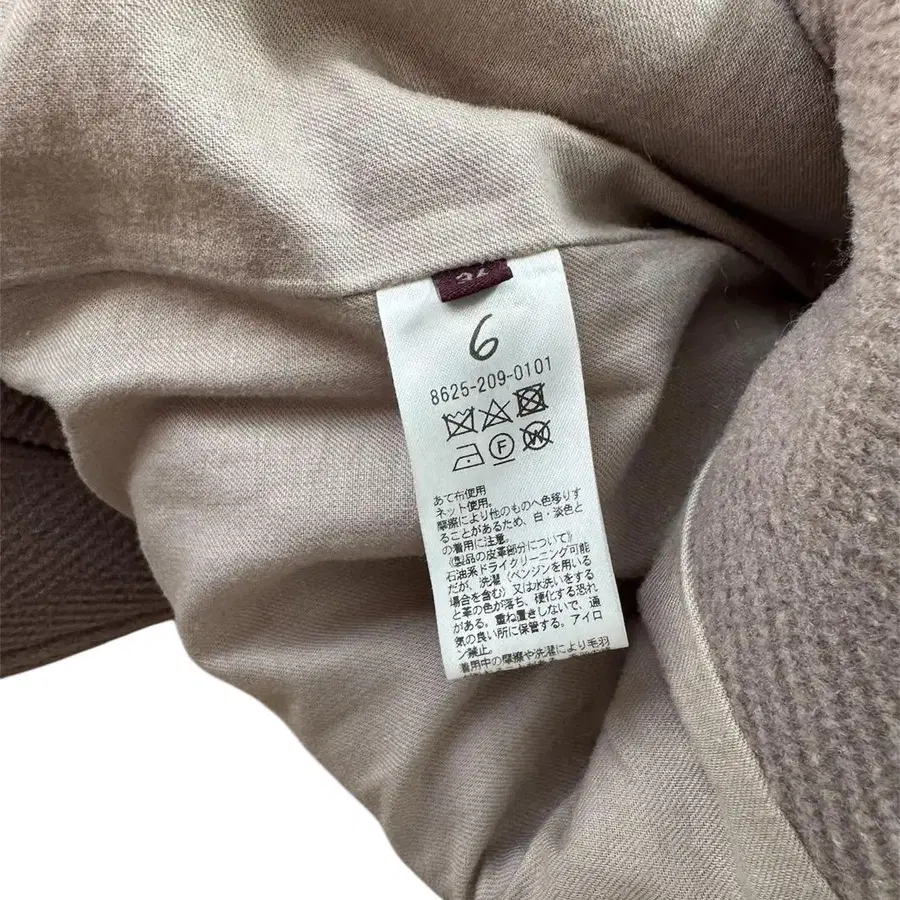 6
8625-209-0101
F
W
あて布使用
ネット使用。
摩擦により他のものへ色移りす
ることがあるため、白・淡色と
の着用に注意。
《製品の皮革部分について》
石油系ドライクリーニング可能
だが、洗濯(ベンジンを用いる
場合を含む)又は水洗いをする
と革の色が落ち、硬化する恐れ
がある。重ね置きしないで、通
気の良い所に保管する。アイロ
ン禁止。
着用中の摩擦や洗濯により毛羽